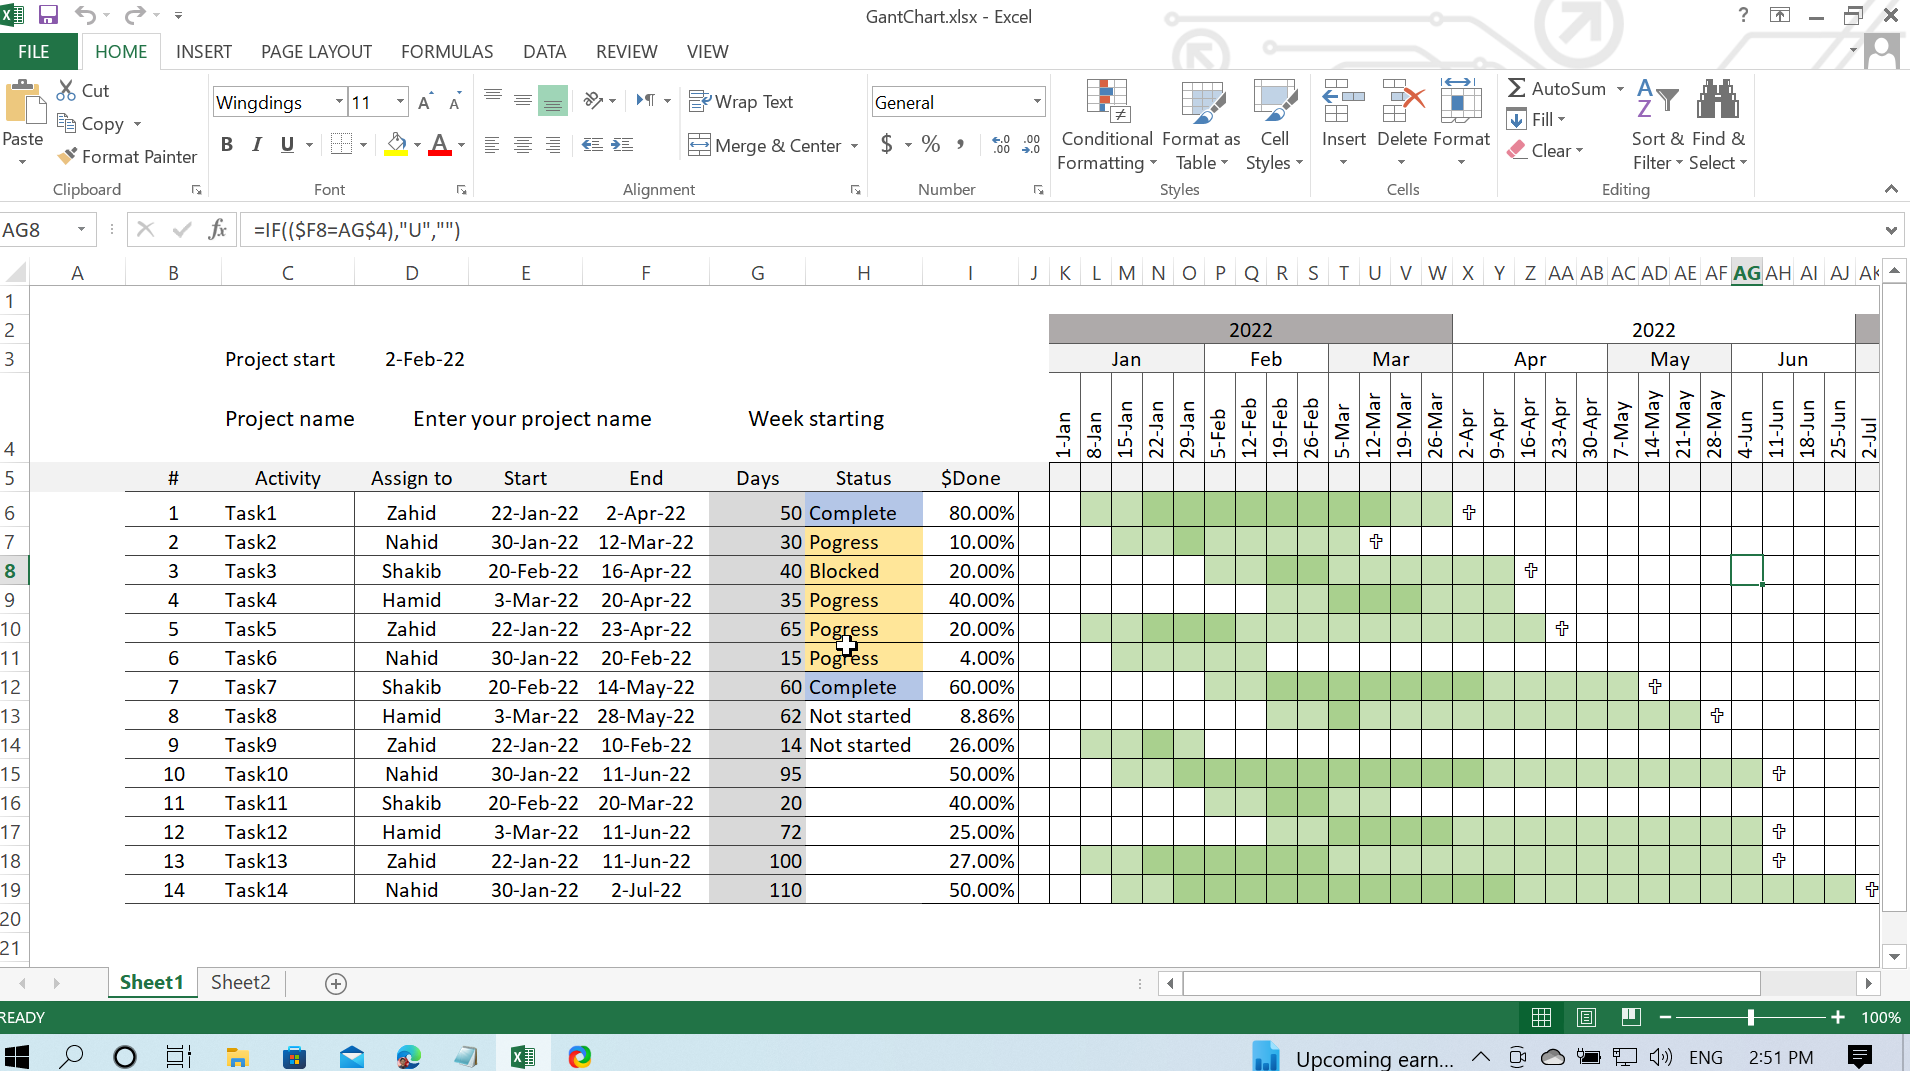 GantChart.xlsx - Excel
?
FILE HOME INSERT PAGE LAYOUT FORMULAS DATA REVIEW VIEW
Paste
Cut
Copy
Format Painter
Clipboard
Wingdings 11 A A
B I U A
Font
Wrap Text
Merge & Center
Alignment
General
$ % ,
Number
Conditional Formatting
Format as Table
Cell Styles
Styles
Insert Delete Format
Cells
AutoSum
Fill
Clear
Sort & Filter
Find & Select
Editing
AG8 fx =IF(($F8=AG$4),"U","")
A B C D E F G H I J K L M N O P Q R S T U V W X Y Z AA AB AC AD AE AF AG AH AI AJ AK
1
2 2022 2022
3 Project start 2-Feb-22 Jan Feb Mar Apr May Jun
4 Project name Enter your project name Week starting 1-Jan 8-Jan 15-Jan 22-Jan 29-Jan 5-Feb 12-Feb 19-Feb 26-Feb 5-Mar 12-Mar 19-Mar 26-Mar 2-Apr 9-Apr 16-Apr 23-Apr 30-Apr 7-May 14-May 21-May 28-May 4-Jun 11-Jun 18-Jun 25-Jun 2-Jul
5 # Activity Assign to Start End Days Status $Done
6 1 Task1 Zahid 22-Jan-22 2-Apr-22 50 Complete 80.00%
7 2 Task2 Nahid 30-Jan-22 12-Mar-22 30 Pogress 10.00%
8 3 Task3 Shakib 20-Feb-22 16-Apr-22 40 Blocked 20.00%
9 4 Task4 Hamid 3-Mar-22 20-Apr-22 35 Pogress 40.00%
10 5 Task5 Zahid 22-Jan-22 23-Apr-22 65 Pogress 20.00%
11 6 Task6 Nahid 30-Jan-22 20-Feb-22 15 Pogress 4.00%
12 7 Task7 Shakib 20-Feb-22 14-May-22 60 Complete 60.00%
13 8 Task8 Hamid 3-Mar-22 28-May-22 62 Not started 8.86%
14 9 Task9 Zahid 22-Jan-22 10-Feb-22 14 Not started 26.00%
15 10 Task10 Nahid 30-Jan-22 11-Jun-22 95 50.00%
16 11 Task11 Shakib 20-Feb-22 20-Mar-22 20 40.00%
17 12 Task12 Hamid 3-Mar-22 11-Jun-22 72 25.00%
18 13 Task13 Zahid 22-Jan-22 11-Jun-22 100 27.00%
19 14 Task14 Nahid 30-Jan-22 2-Jul-22 110 50.00%
20
21
Sheet1 Sheet2
READY 100%
Upcoming earn... ENG 2:51 PM